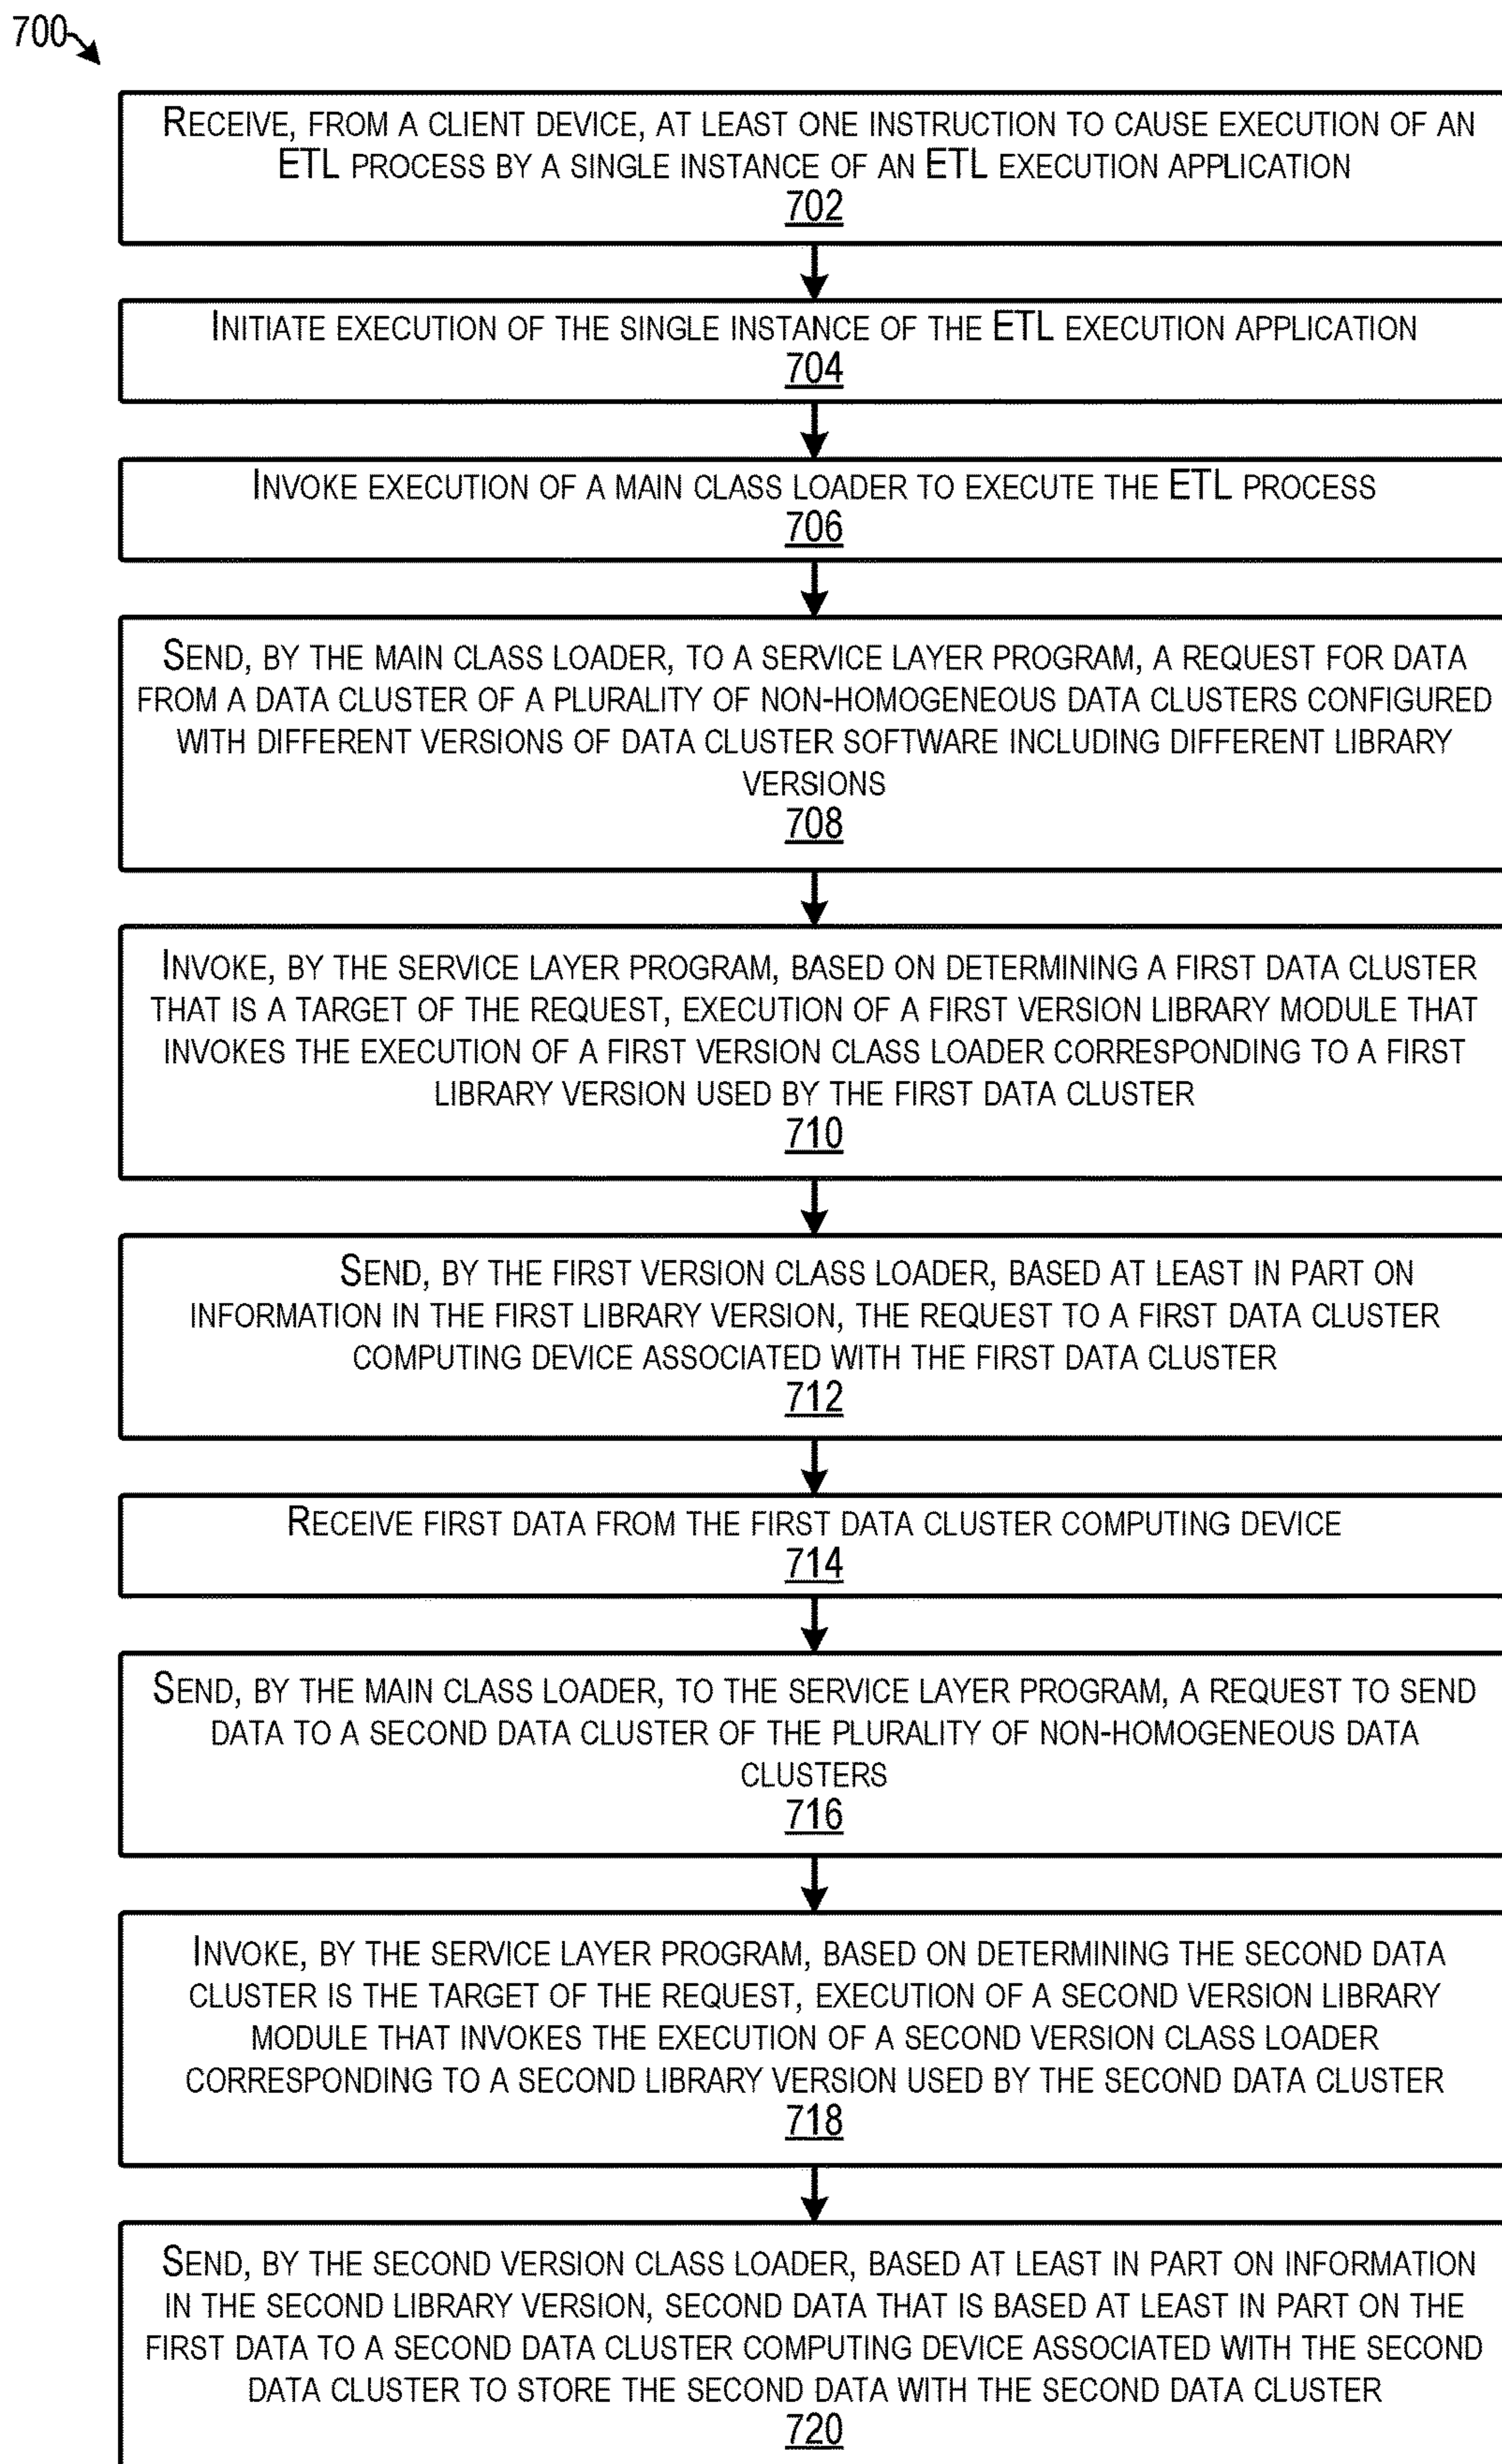 700
RECEIVE, FROM A CLIENT DEVICE, AT LEAST ONE INSTRUCTION TO CAUSE EXECUTION OF AN
ETL PROCESS BY A SINGLE INSTANCE OF AN ETL EXECUTION APPLICATION
702
INITIATE EXECUTION OF THE SINGLE INSTANCE OF THE ETL EXECUTION APPLICATION
704
INVOKE EXECUTION OF A MAIN CLASS LOADER TO EXECUTE THE ETL PROCESS
706
SEND, BY THE MAIN CLASS LOADER, TO A SERVICE LAYER PROGRAM, A REQUEST FOR DATA
FROM A DATA CLUSTER OF A PLURALITY OF NON-HOMOGENEOUS DATA CLUSTERS CONFIGURED
WITH DIFFERENT VERSIONS OF DATA CLUSTER SOFTWARE INCLUDING DIFFERENT LIBRARY
VERSIONS
708
INVOKE, BY THE SERVICE LAYER PROGRAM, BASED ON DETERMINING A FIRST DATA CLUSTER
THAT IS A TARGET OF THE REQUEST, EXECUTION OF A FIRST VERSION LIBRARY MODULE THAT
INVOKES THE EXECUTION OF A FIRST VERSION CLASS LOADER CORRESPONDING TO A FIRST
LIBRARY VERSION USED BY THE FIRST DATA CLUSTER
710
SEND, BY THE FIRST VERSION CLASS LOADER, BASED AT LEAST IN PART ON
INFORMATION IN THE FIRST LIBRARY VERSION, THE REQUEST TO A FIRST DATA CLUSTER
COMPUTING DEVICE ASSOCIATED WITH THE FIRST DATA CLUSTER
712
RECEIVE FIRST DATA FROM THE FIRST DATA CLUSTER COMPUTING DEVICE
714
SEND, BY THE MAIN CLASS LOADER, TO THE SERVICE LAYER PROGRAM, A REQUEST TO SEND
DATA TO A SECOND DATA CLUSTER OF THE PLURALITY OF NON-HOMOGENEOUS DATA
CLUSTERS
716
INVOKE, BY THE SERVICE LAYER PROGRAM, BASED ON DETERMINING THE SECOND DATA
CLUSTER IS THE TARGET OF THE REQUEST, EXECUTION OF A SECOND VERSION LIBRARY
MODULE THAT INVOKES THE EXECUTION OF A SECOND VERSION CLASS LOADER
CORRESPONDING TO A SECOND LIBRARY VERSION USED BY THE SECOND DATA CLUSTER
718
SEND, BY THE SECOND VERSION CLASS LOADER, BASED AT LEAST IN PART ON INFORMATION
IN THE SECOND LIBRARY VERSION, SECOND DATA THAT IS BASED AT LEAST IN PART ON THE
FIRST DATA TO A SECOND DATA CLUSTER COMPUTING DEVICE ASSOCIATED WITH THE SECOND
DATA CLUSTER TO STORE THE SECOND DATA WITH THE SECOND DATA CLUSTER
720